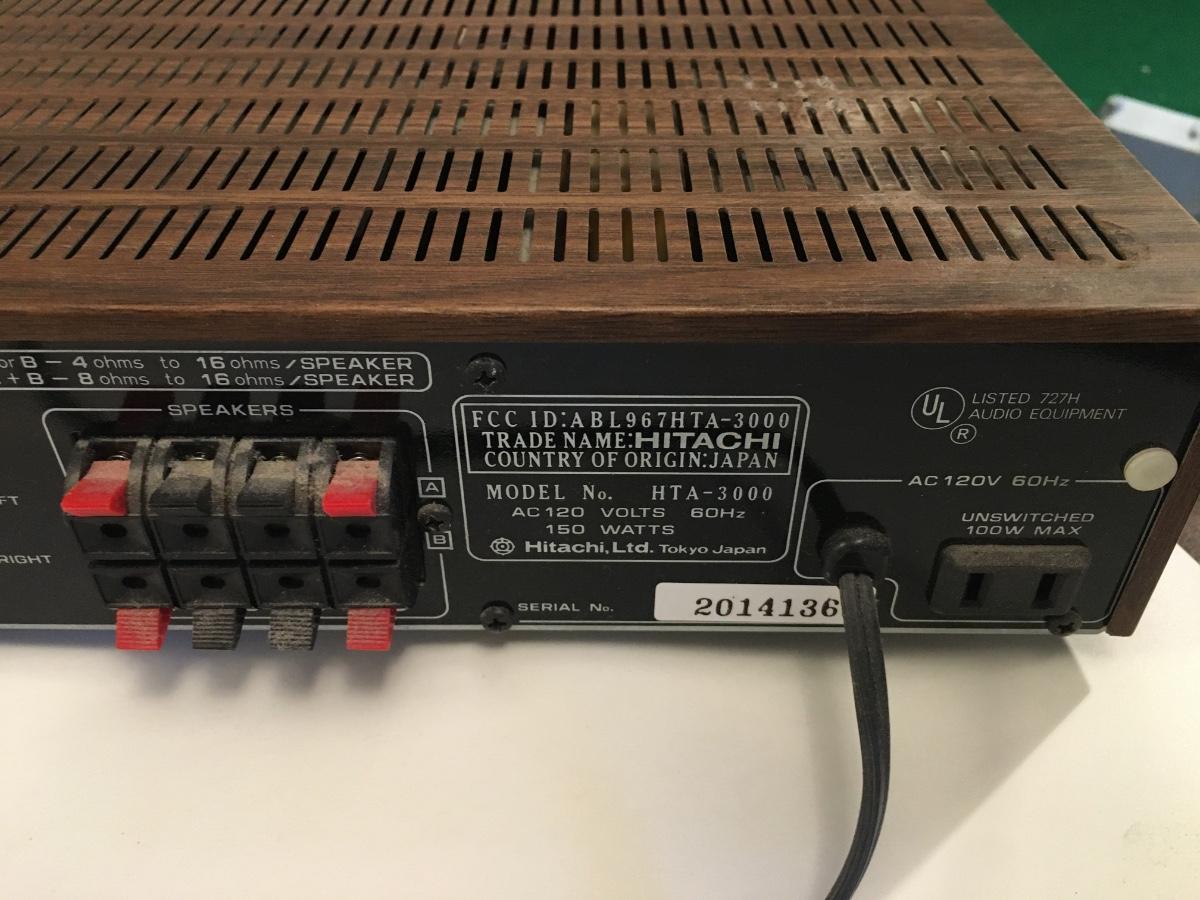 or B – 4 ohms to 16 ohms/SPEAKER
+ B – 8 ohms to 16 ohms/SPEAKER
SPEAKERS
A
B
RIGHT
FCC ID:ABL967HTA-3000
TRADE NAME:HITACHI
COUNTRY OF ORIGIN:JAPAN
MODEL No. HTA-3000
AC 120 VOLTS 60Hz
150 WATTS
Hitachi, Ltd. Tokyo Japan
SERIAL No. 2014136
UL
R
LISTED 727H
AUDIO EQUIPMENT
AC 120V 60Hz
UNSWITCHED
100W MAX